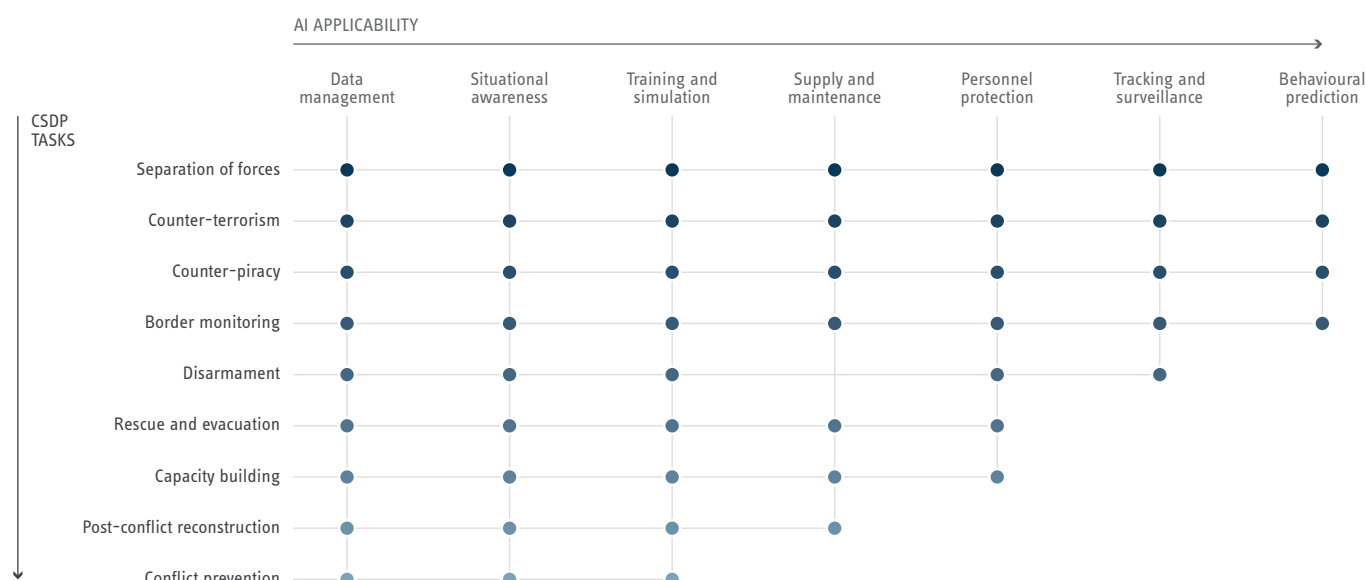 AI APPLICABILITY
Data
management
Situational
awareness
Training and
simulation
Supply and
maintenance
Personnel
protection
Tracking and
surveillance
Behavioural
prediction
CSDP
TASKS
Separation of forces
Counter-terrorism
Counter-piracy
Border monitoring
Disarmament
Rescue and evacuation
Capacity building
Post-conflict reconstruction
Conflict prevention